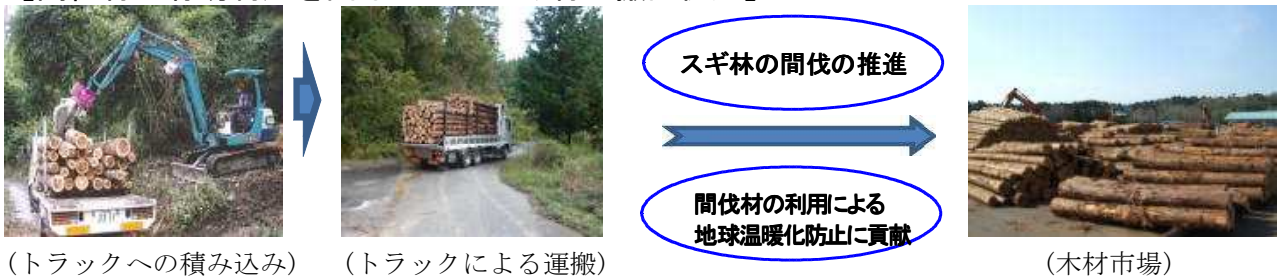 スギ林の間伐の推進
間伐材の利用による
地球温暖化防止に貢献
（トラックへの積み込み）
（トラックによる運搬）
（木材市場）